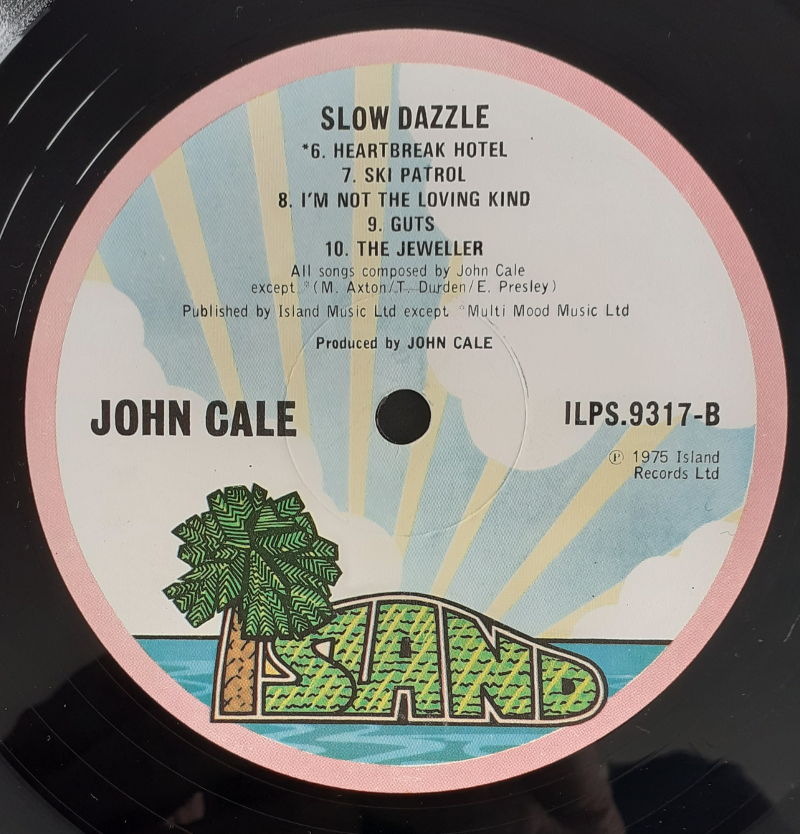 SLOW DAZZLE
*6. HEARTBREAK HOTEL
7. SKI PATROL
8. I'M NOT THE LOVING KIND
9. GUTS
10. THE JEWELLER
All songs composed by John Cale
except *(M. Axton/T. Durden/E. Presley)
Published by Island Music Ltd except *Multi Mood Music Ltd
Produced by JOHN CALE
JOHN CALE
ILPS.9317-B
℗ 1975 Island
Records Ltd
ISLAND